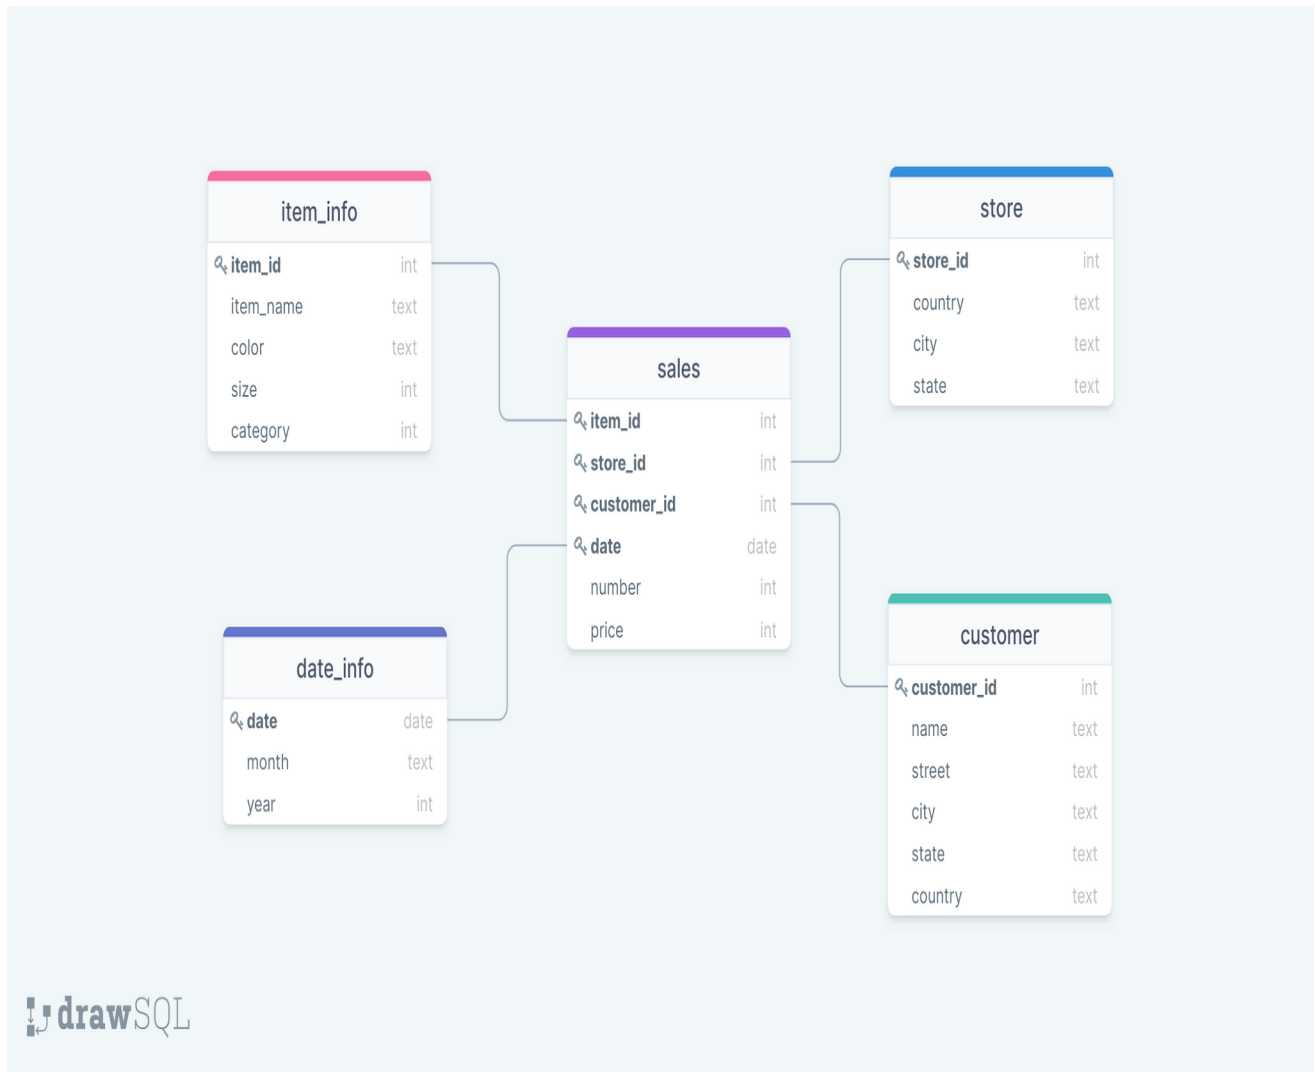 item_info
item_id int
item_name text
color text
size int
category int
store
store_id int
country text
city text
state text
sales
item_id int
store_id int
customer_id int
date date
number int
price int
date_info
date date
month text
year int
customer
customer_id int
name text
street text
city text
state text
country text
drawSQL